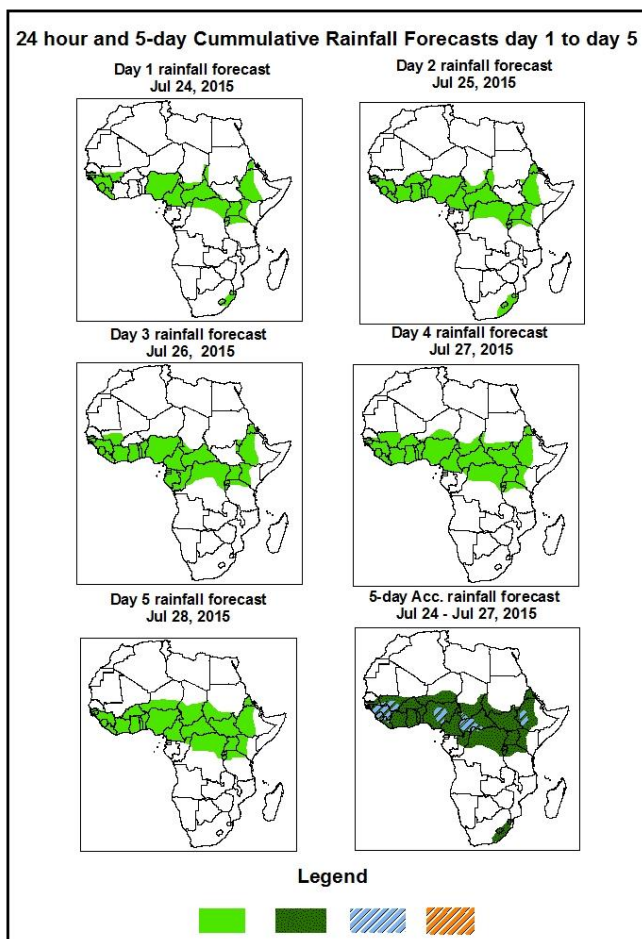 24 hour and 5-day Cummulative Rainfall Forecasts day 1 to day 5
Day 1 rainfall forecast
Jul 24, 2015
Day 2 rainfall forecast
Jul 25, 2015
Day 3 rainfall forecast
Jul 26, 2015
Day 4 rainfall forecast
Jul 27, 2015
Day 5 rainfall forecast
Jul 28, 2015
5-day Acc. rainfall forecast
Jul 24 - Jul 27, 2015
Legend